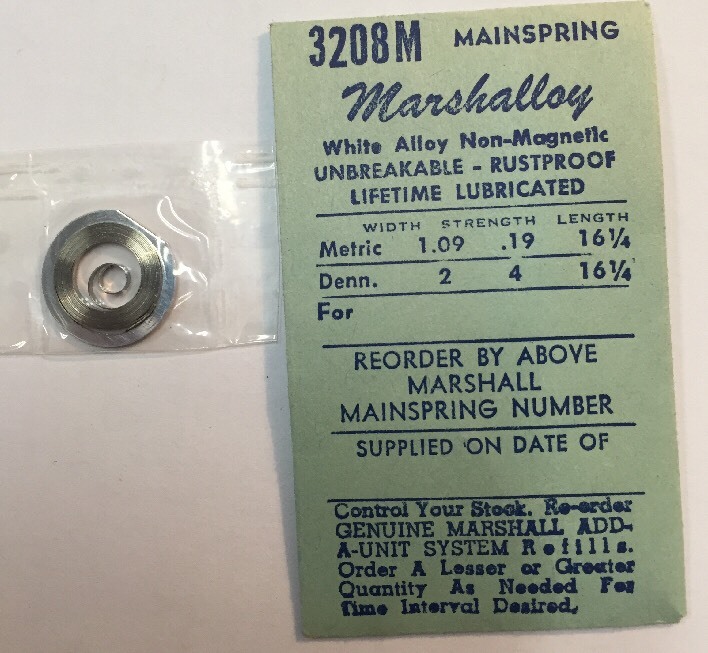 3208M MAINSPRING
Marshalloy
White Alloy Non-Magnetic
UNBREAKABLE - RUSTPROOF
LIFETIME LUBRICATED
WIDTH STRENGTH LENGTH
Metric 1.09 .19 16¼
Denn. 2 4 16¼
For
REORDER BY ABOVE
MARSHALL
MAINSPRING NUMBER
SUPPLIED ON DATE OF
Control Your Stock. Re-order
GENUINE MARSHALL ADD-
A-UNIT SYSTEM Refills.
Order A Lesser or Greater
Quantity As Needed For
Time Interval Desired.